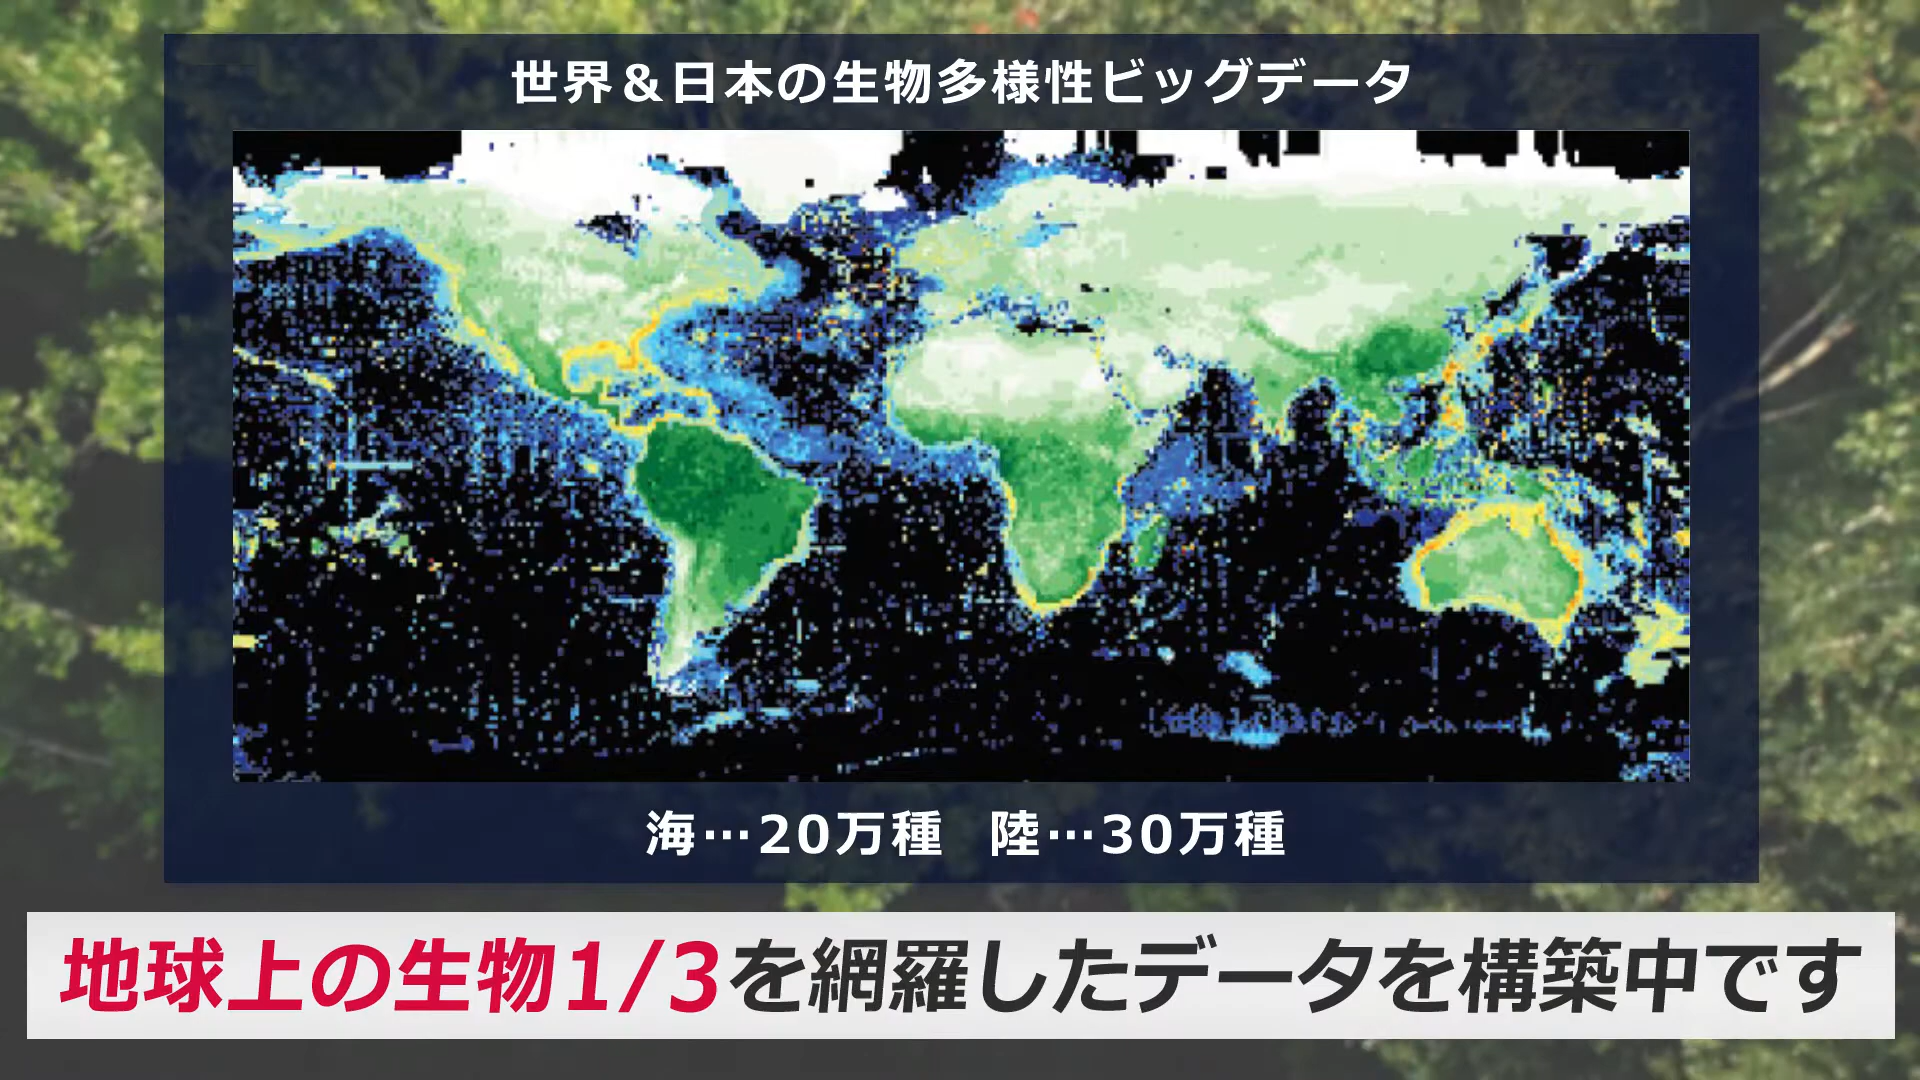 世界＆日本の生物多様性ビッグデータ
海…20万種 陸…30万種
地球上の生物1/3を網羅したデータを構築中です